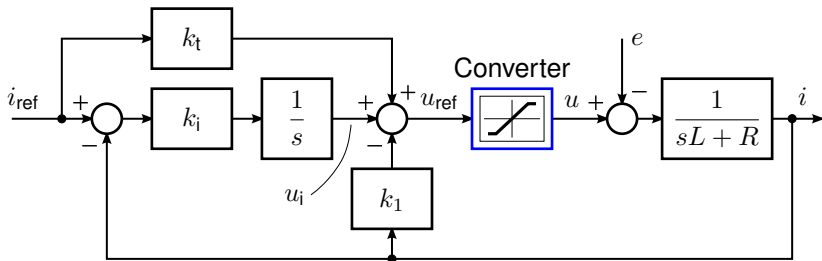 k_t
e
Converter
i_ref
+
+
k_i
1/s
+
u_ref
u
+
−
1/(sL + R)
i
−
−
u_i
k_1